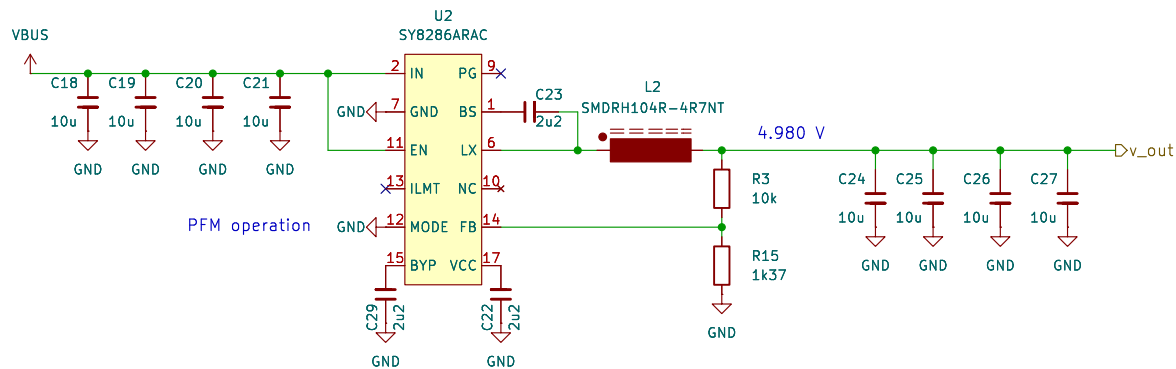 U2
SY8286ARAC
VBUS
C18
10u
GND
C19
10u
GND
C20
10u
GND
C21
10u
GND
2
IN
PG
9
GND
7
GND
BS
1
11
EN
LX
6
13
ILMT
NC
10
GND
12
MODE
FB
14
15
BYP
VCC
17
PFM operation
C29
2u2
GND
C22
2u2
GND
C23
2u2
L2
SMDRH104R-4R7NT
4.980 V
R3
10k
R15
1k37
GND
C24
10u
GND
C25
10u
GND
C26
10u
GND
C27
10u
GND
v_out